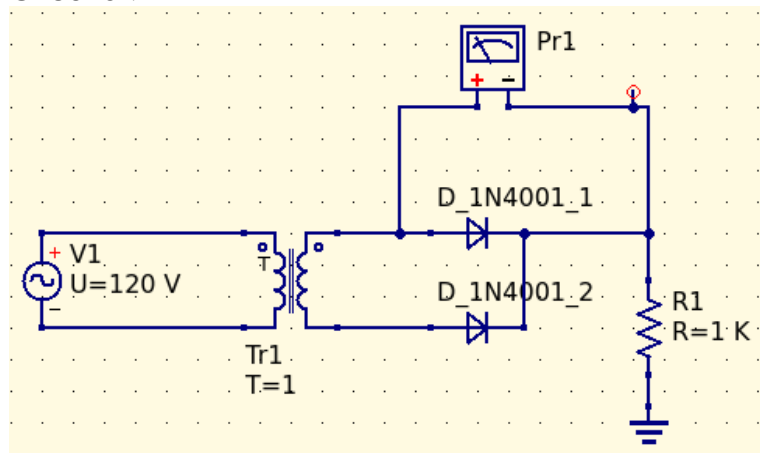 Pr1
+ −
D_1N4001_1
+ V1
U=120 V
−
T
D_1N4001_2
R1
R=1 K
Tr1
T=1